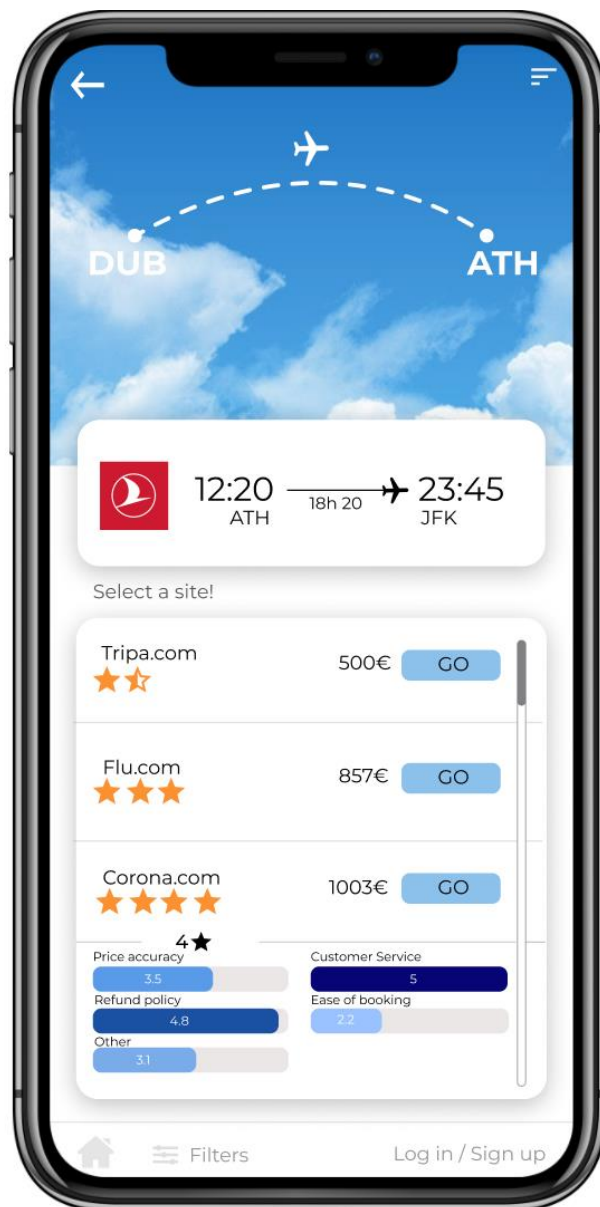 DUB ATH
12:20 18h 20 23:45
ATH JFK
Select a site!
Tripa.com 500€ GO
Flu.com 857€ GO
Corona.com 1003€ GO
4
Price accuracy Customer Service
3.5 5
Refund policy Ease of booking
4.8 2.2
Other
3.1
Filters Log in / Sign up